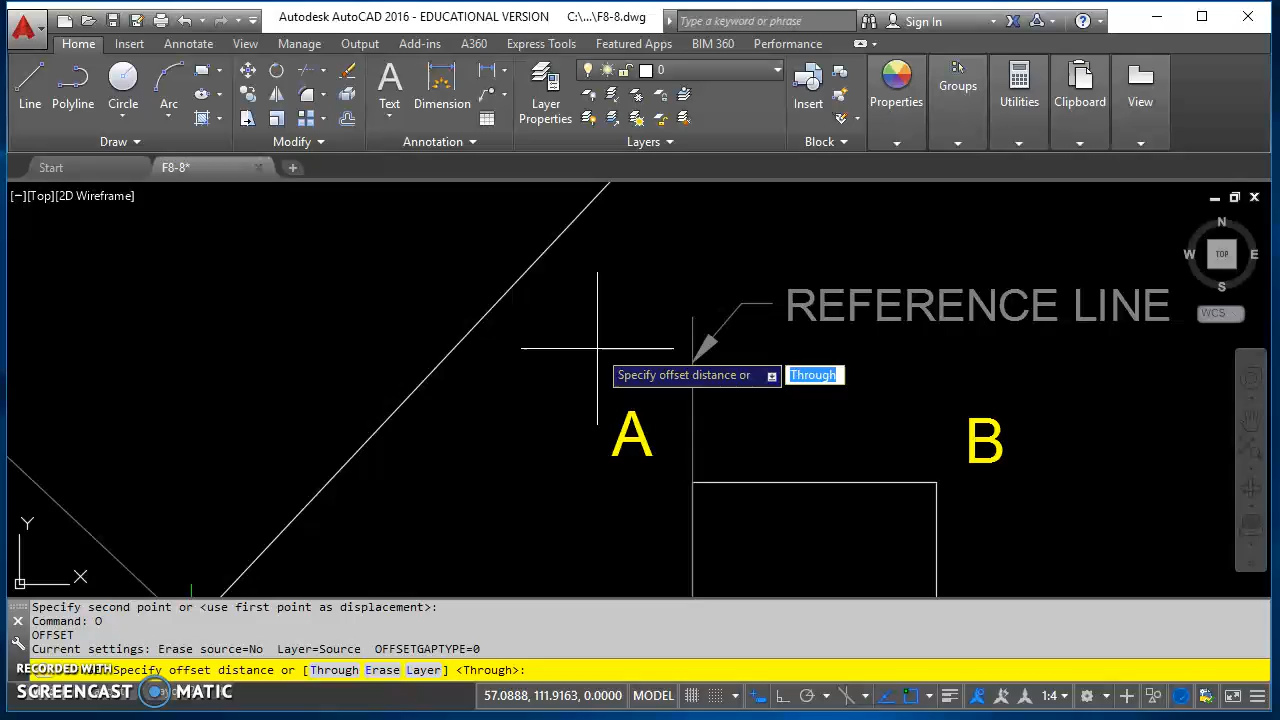 Autodesk AutoCAD 2016 - EDUCATIONAL VERSION C:\...\F8-8.dwg Type a keyword or phrase Sign In
Home Insert Annotate View Manage Output Add-ins A360 Express Tools Featured Apps BIM 360 Performance
Line Polyline Circle Arc Text Dimension Layer Properties 0 Insert Properties Groups Utilities Clipboard View
Draw Modify Annotation Layers Block
Start F8-8*
[−][Top][2D Wireframe]
N
W TOP E
S
WCS
REFERENCE LINE
Specify offset distance or Through
A
B
Y
X
Specify second point or <use first point as displacement>:
Command: O
OFFSET
Current settings: Erase source=No Layer=Source OFFSETGAPTYPE=0
Specify offset distance or [Through Erase Layer] <Through>:
RECORDED WITH
SCREENCAST MATIC
57.0888, 111.9163, 0.0000 MODEL 1:4